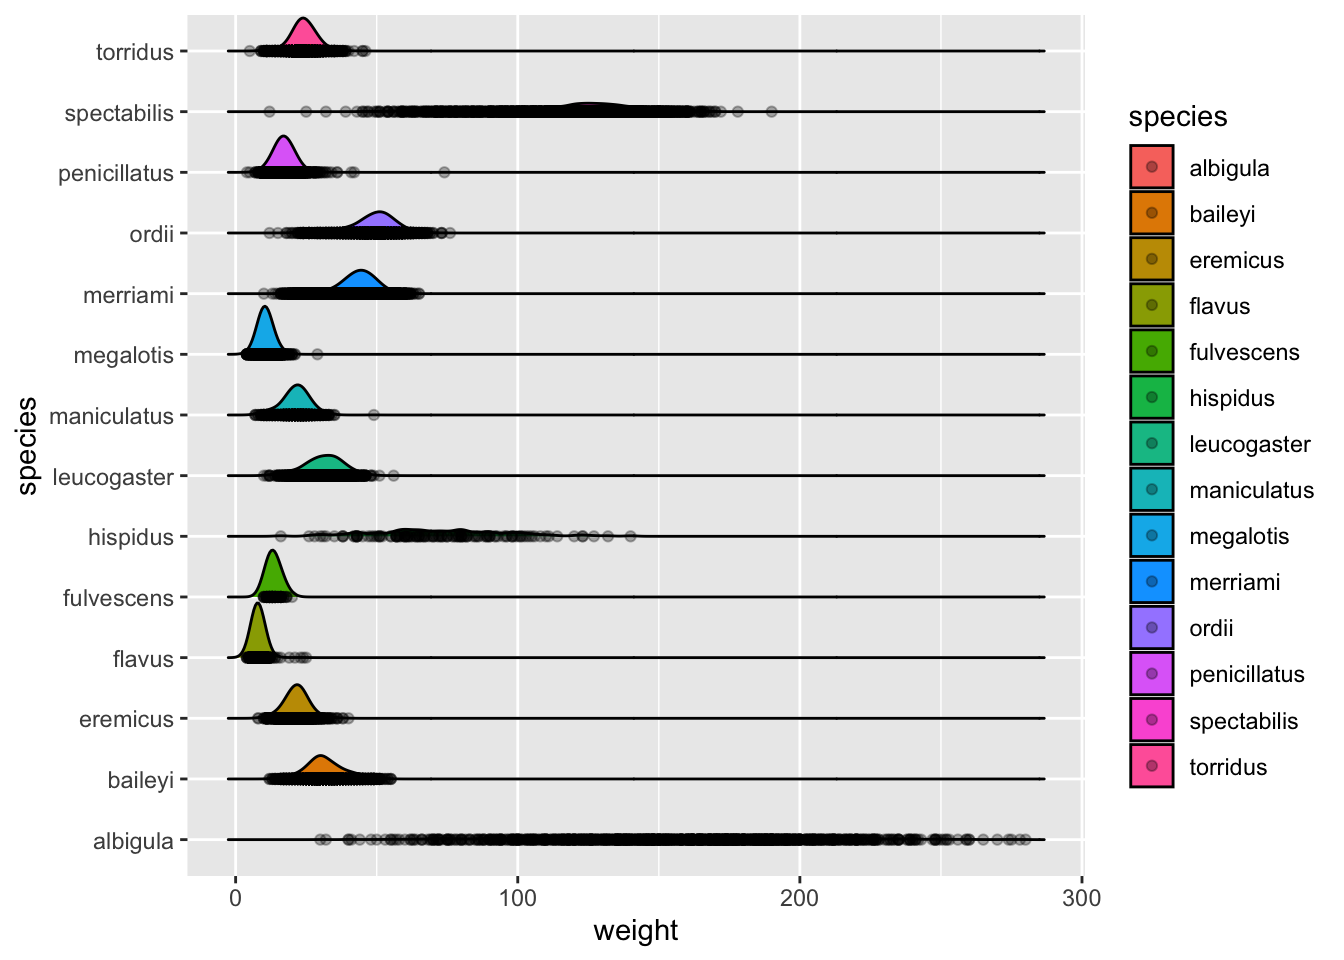 species
torridus
spectabilis
penicillatus
ordii
merriami
megalotis
maniculatus
leucogaster
hispidus
fulvescens
flavus
eremicus
baileyi
albigula
0 100 200 300
weight
species
albigula
baileyi
eremicus
flavus
fulvescens
hispidus
leucogaster
maniculatus
megalotis
merriami
ordii
penicillatus
spectabilis
torridus